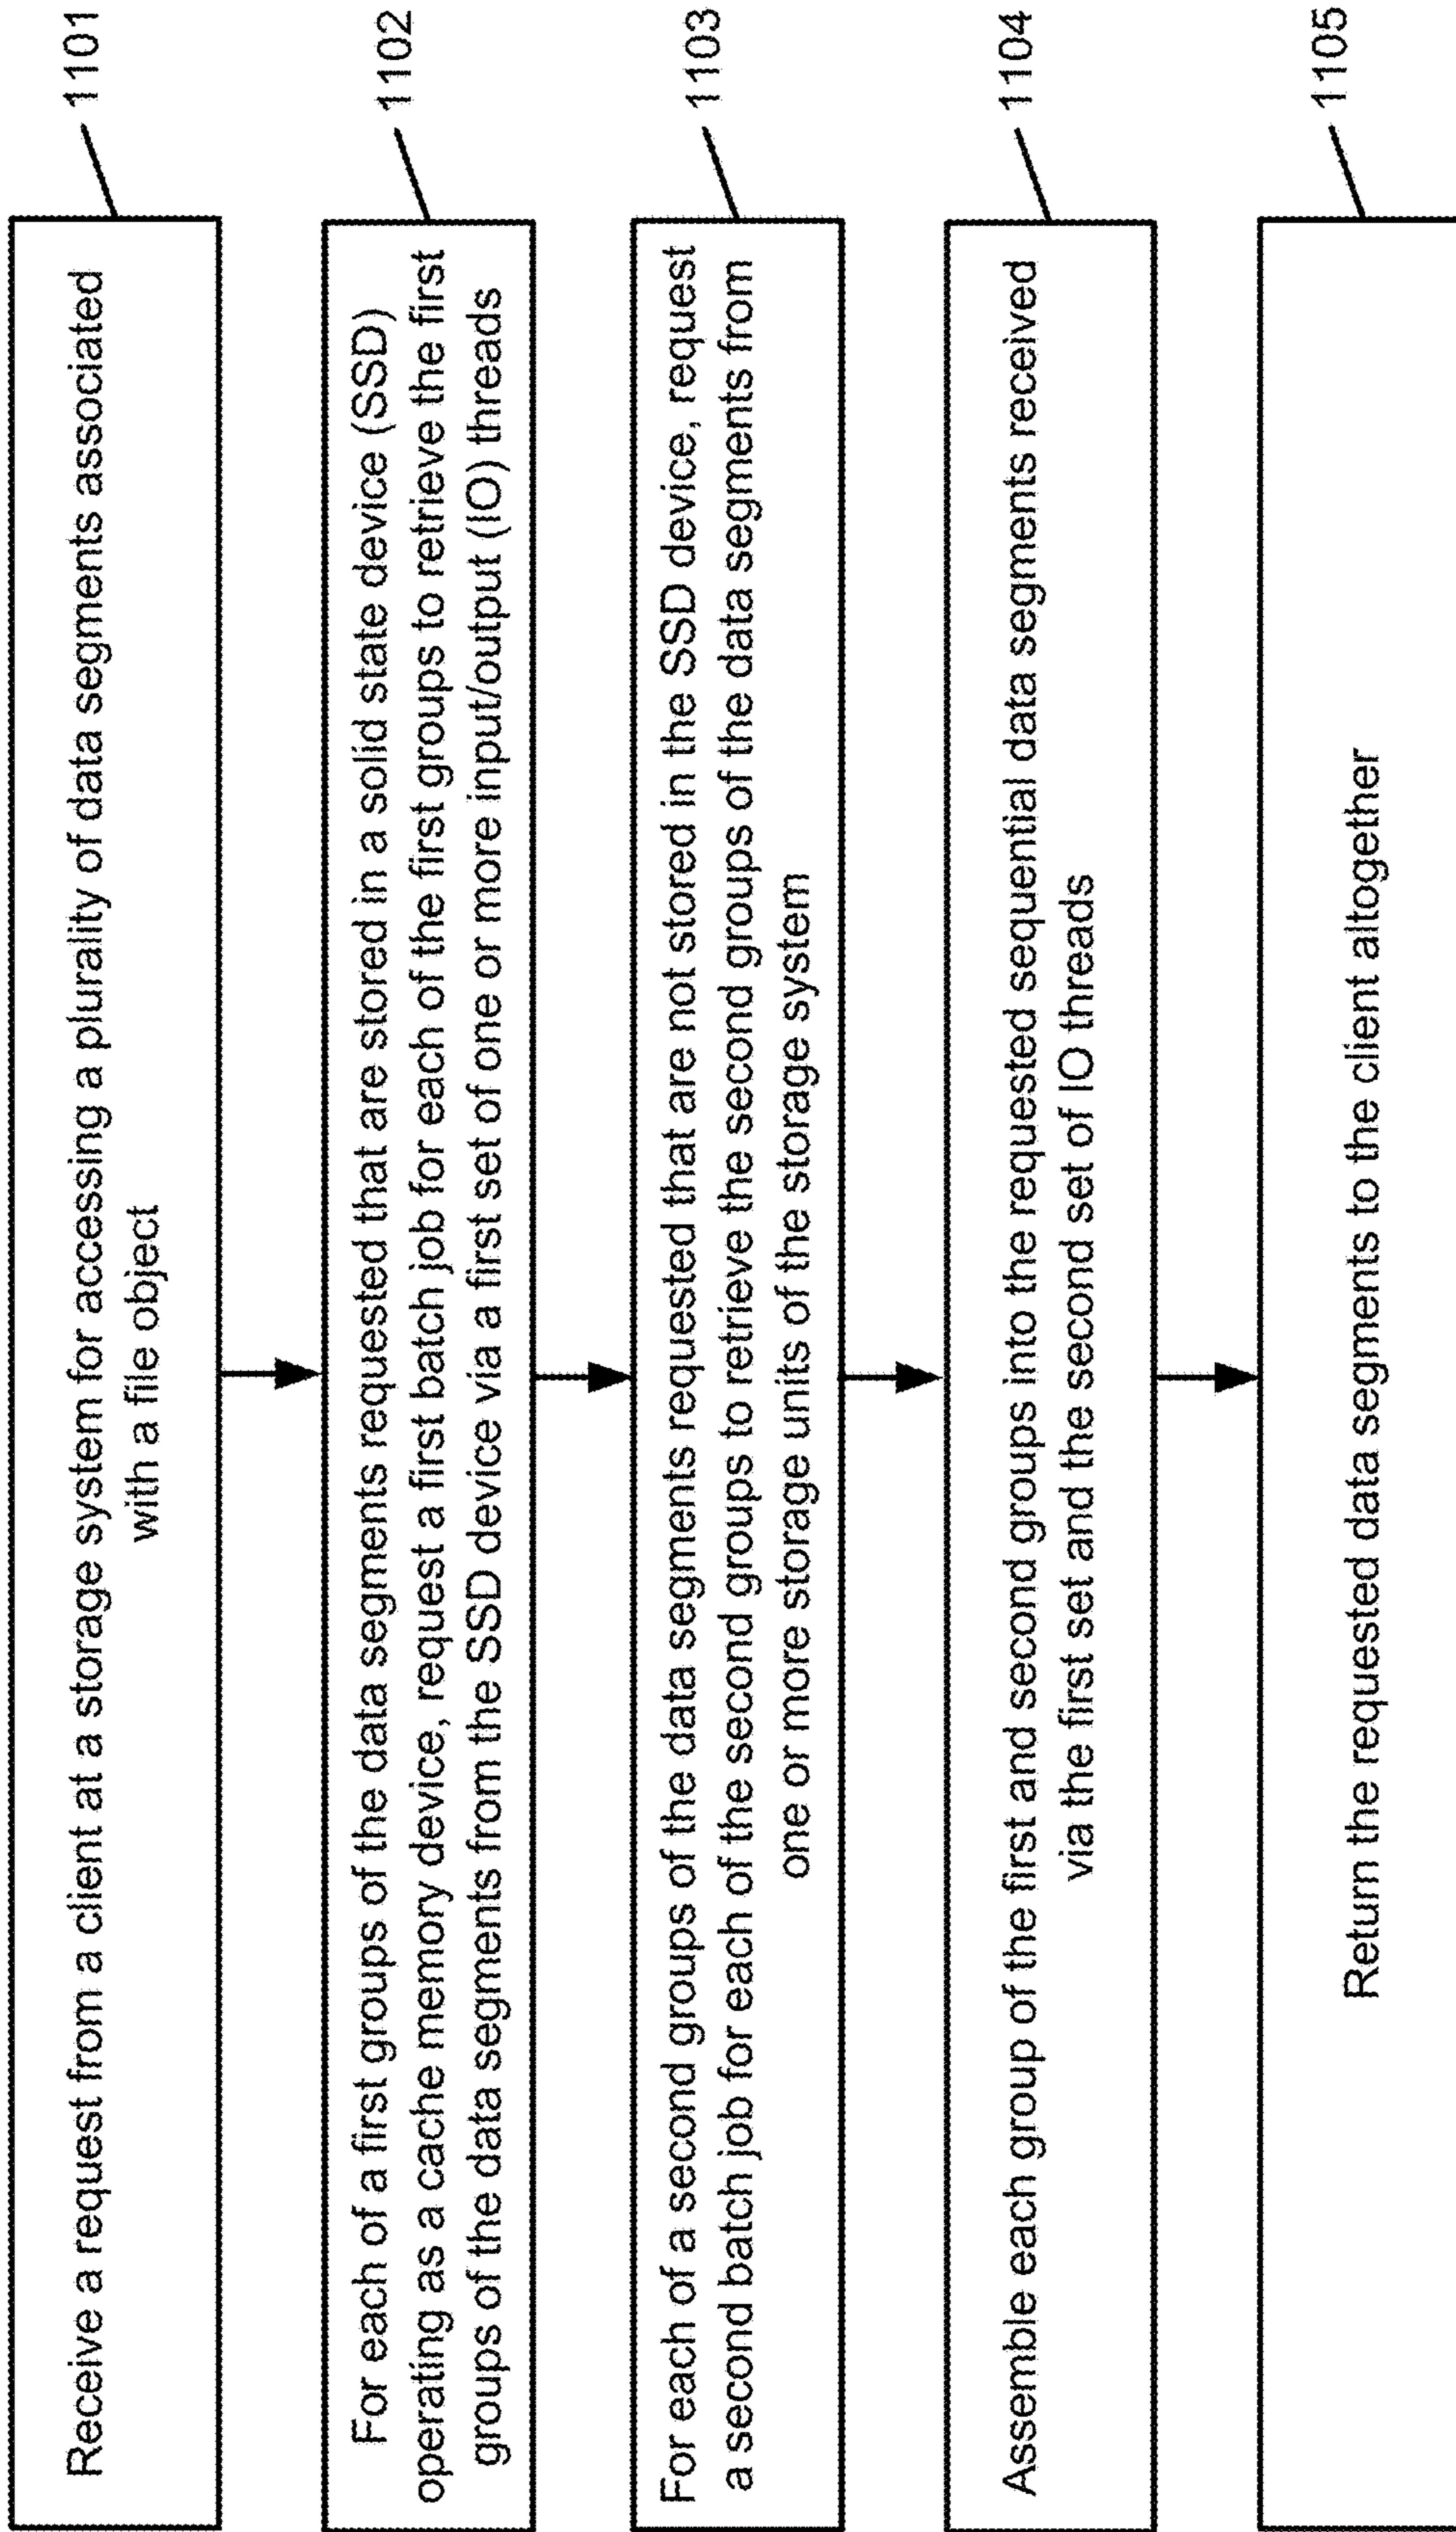 Receive a request from a client at a storage system for accessing a plurality of data segments associated
with a file object
1101
For each of a first groups of the data segments requested that are stored in a solid state device (SSD)
operating as a cache memory device, request a first batch job for each of the first groups to retrieve the first
groups of the data segments from the SSD device via a first set of one or more input/output (IO) threads
1102
For each of a second groups of the data segments requested that are not stored in the SSD device, request
a second batch job for each of the second groups to retrieve the second groups of the data segments from
one or more storage units of the storage system
1103
Assemble each group of the first and second groups into the requested sequential data segments received
via the first set and the second set of IO threads
1104
Return the requested data segments to the client altogether
1105